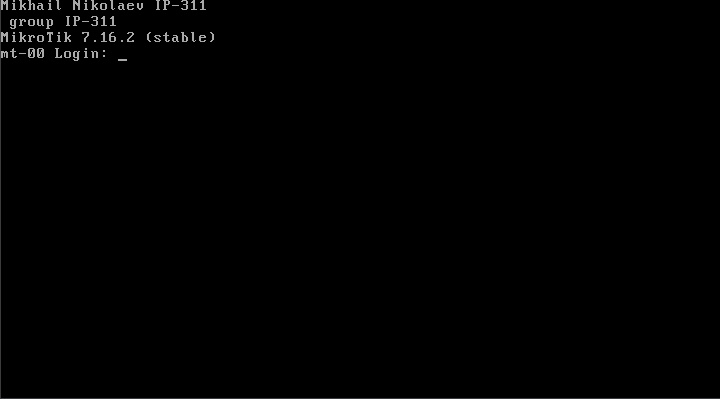 Mikhail Nikolaev IP-311
group IP-311
MikroTik 7.16.2 (stable)
mt-00 Login: _